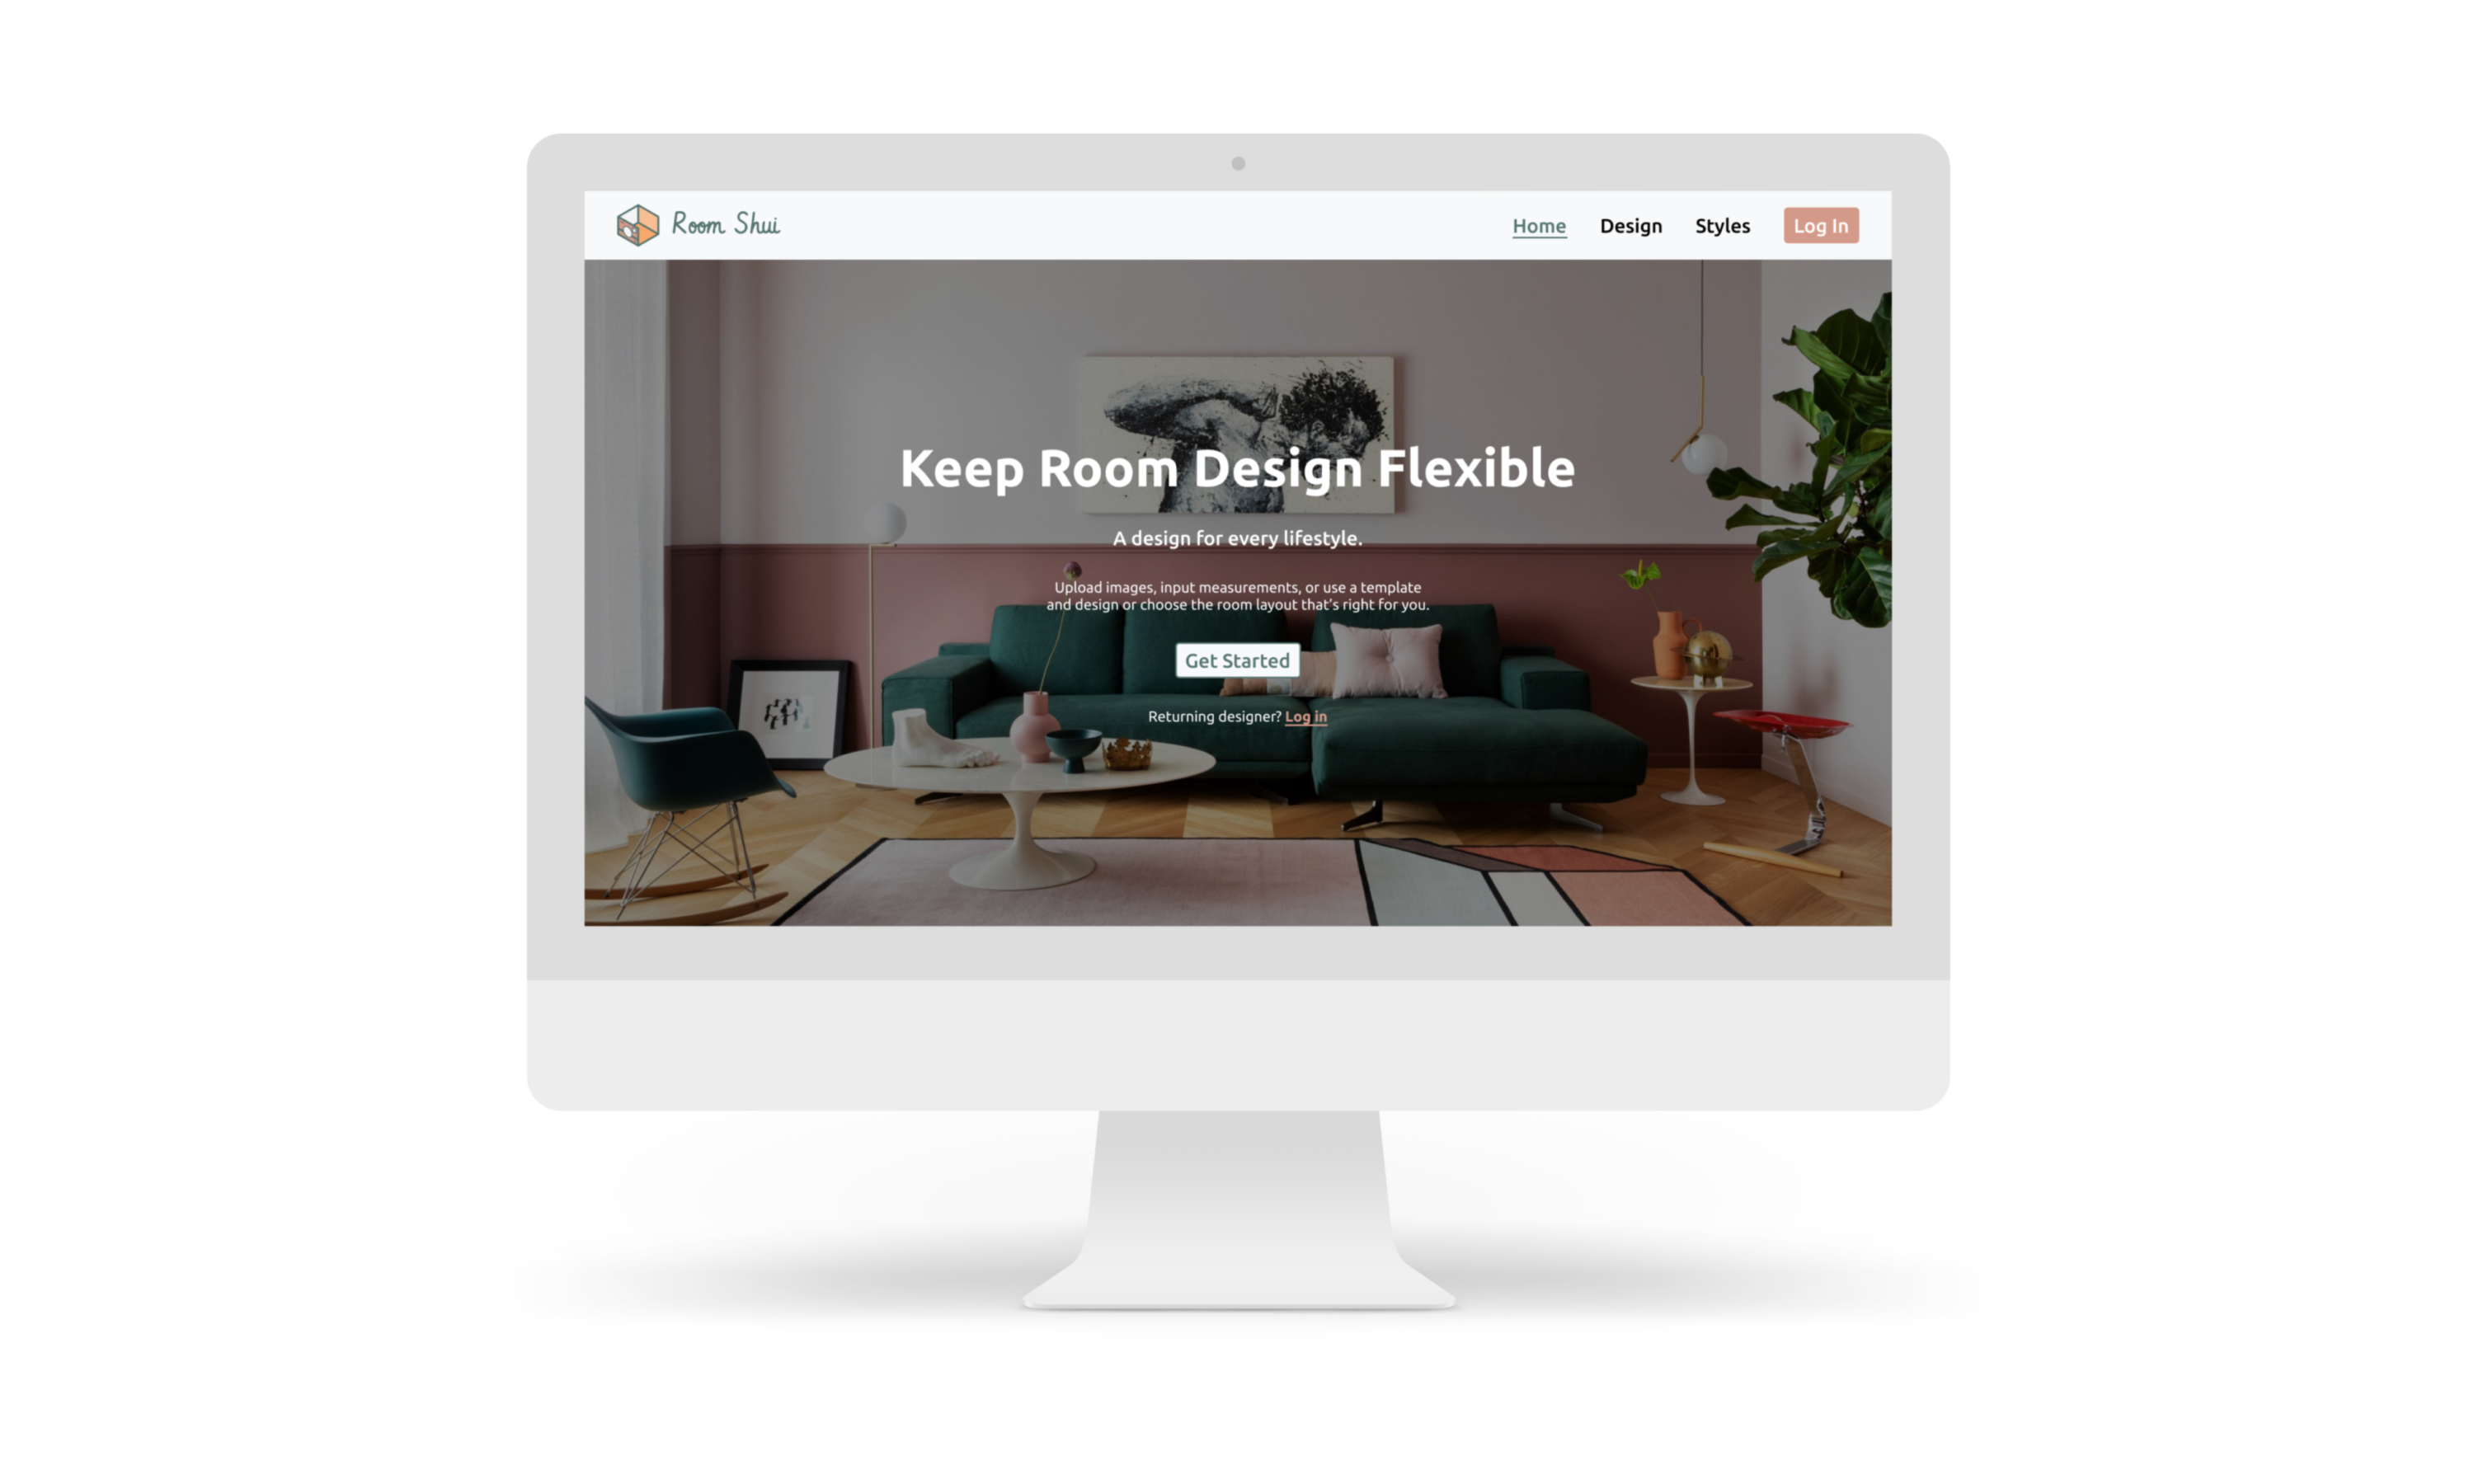 Room Shui
Home
Design
Styles
Log In
Keep Room Design Flexible
A design for every lifestyle.
Upload images, input measurements, or use a template
and design or choose the room layout that's right for you.
Get Started
Returning designer? Log in